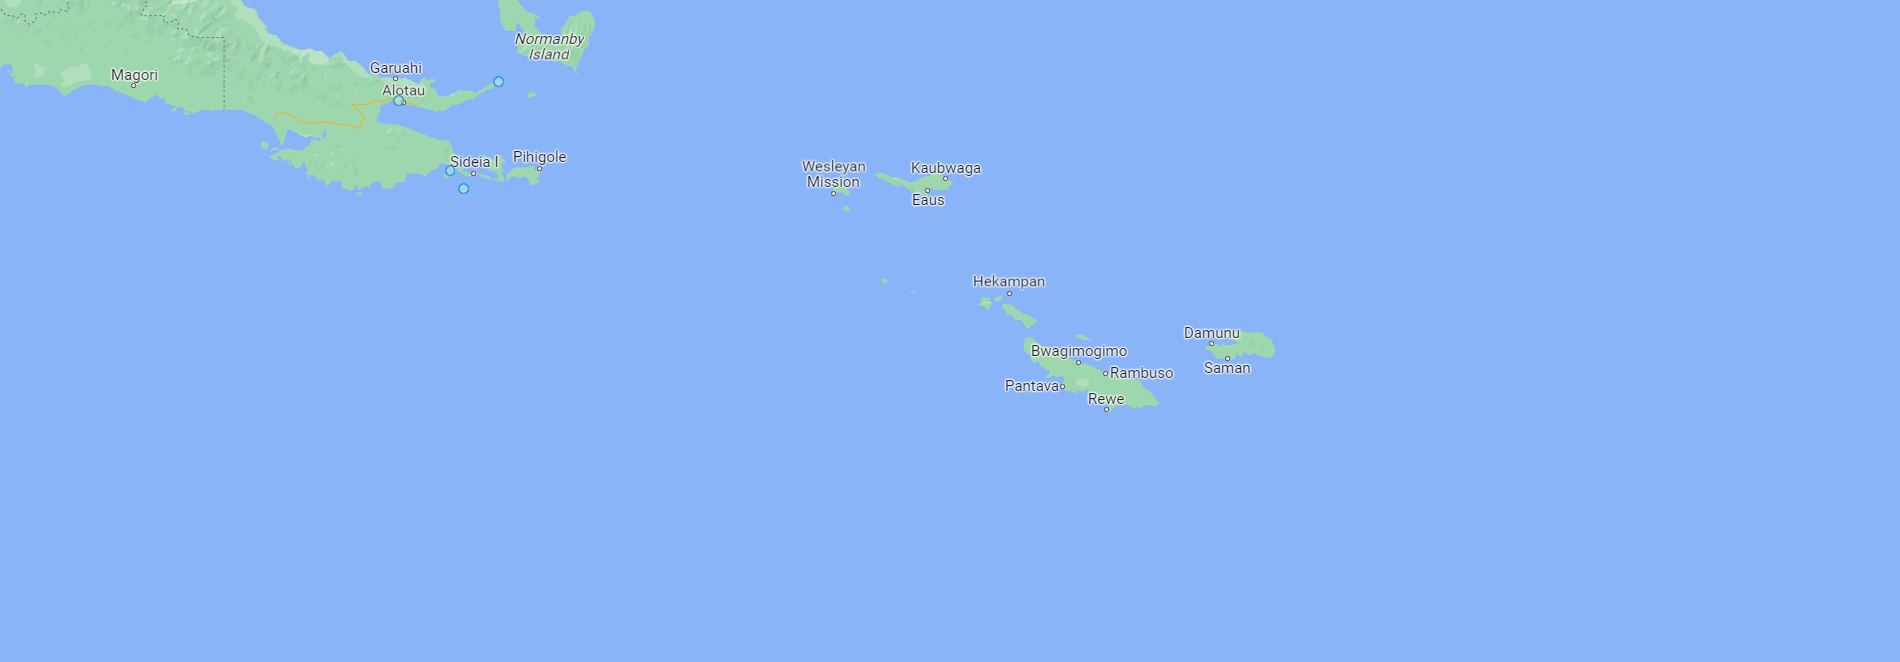 Normanby
Island
Garuahi
Magori
Alotau
Pihigole
Sideia I
Wesleyan
Mission
Kaubwaga
Eaus
Hekampan
Damunu
Bwagimogimo
Saman
Rambuso
Pantava
Rewe